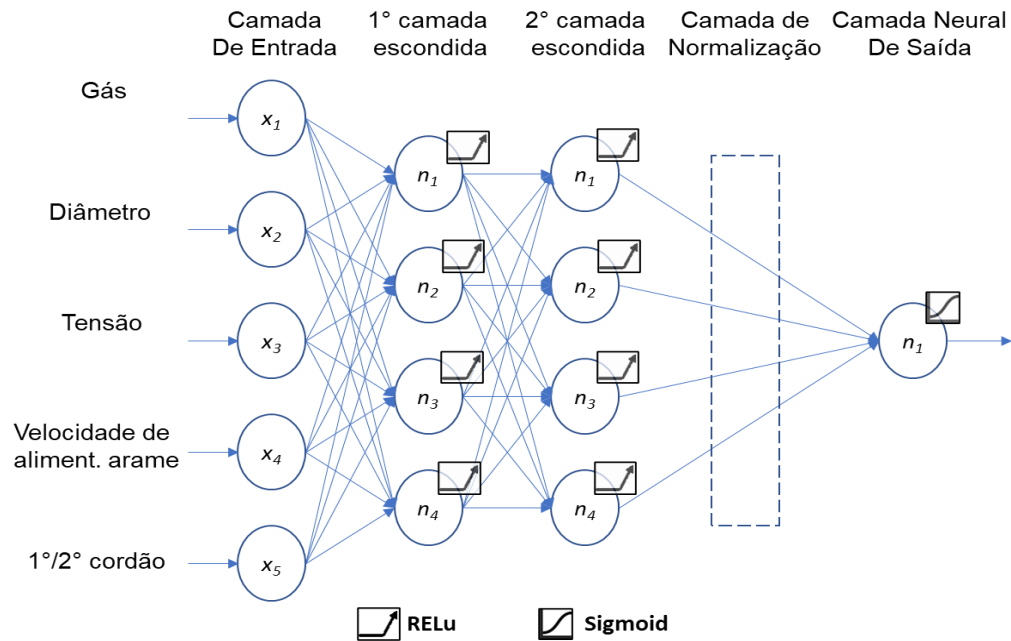 Camada
De Entrada
1° camada
escondida
2° camada
escondida
Camada de
Normalização
Camada Neural
De Saída
Gás
x1
Diâmetro
x2
Tensão
x3
Velocidade de
aliment. arame
x4
1°/2° cordão
x5
n1
n2
n3
n4
n1
n2
n3
n4
n1
RELu
Sigmoid